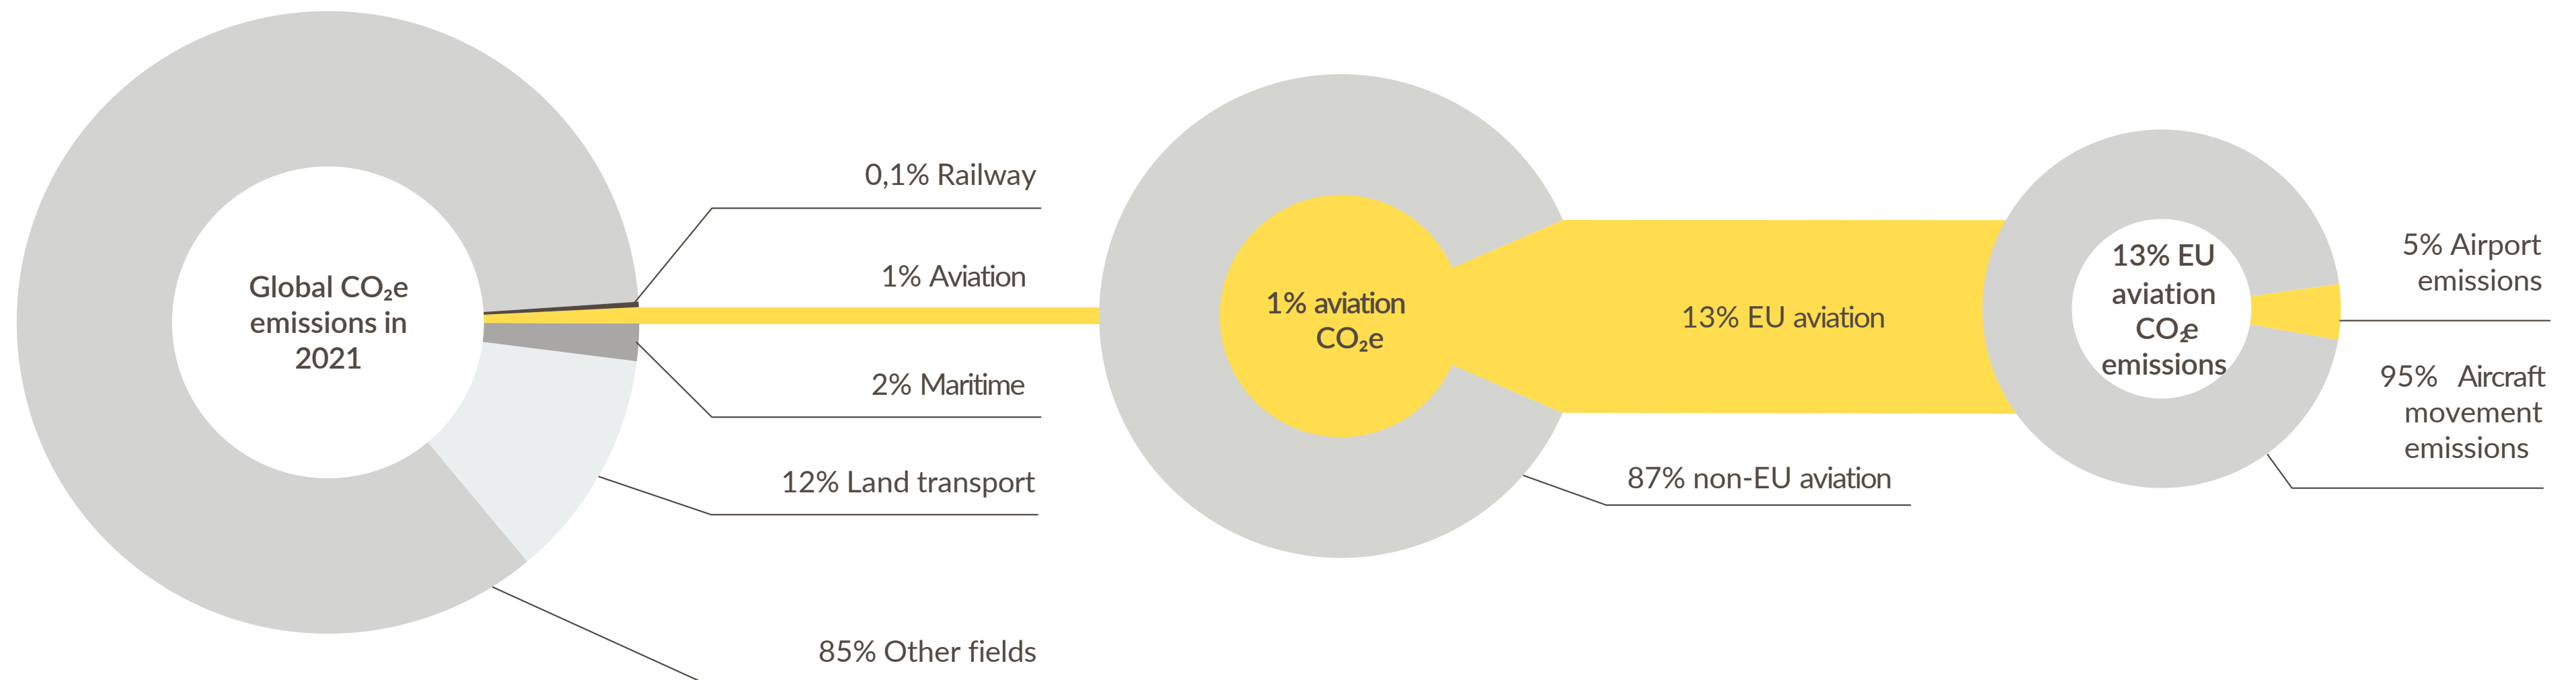 Global CO₂e
emissions in
2021
0,1% Railway
1% Aviation
2% Maritime
12% Land transport
85% Other fields
1% aviation
CO₂e
13% EU aviation
87% non-EU aviation
13% EU
aviation
CO₂e
emissions
5% Airport
emissions
95% Aircraft
movement
emissions